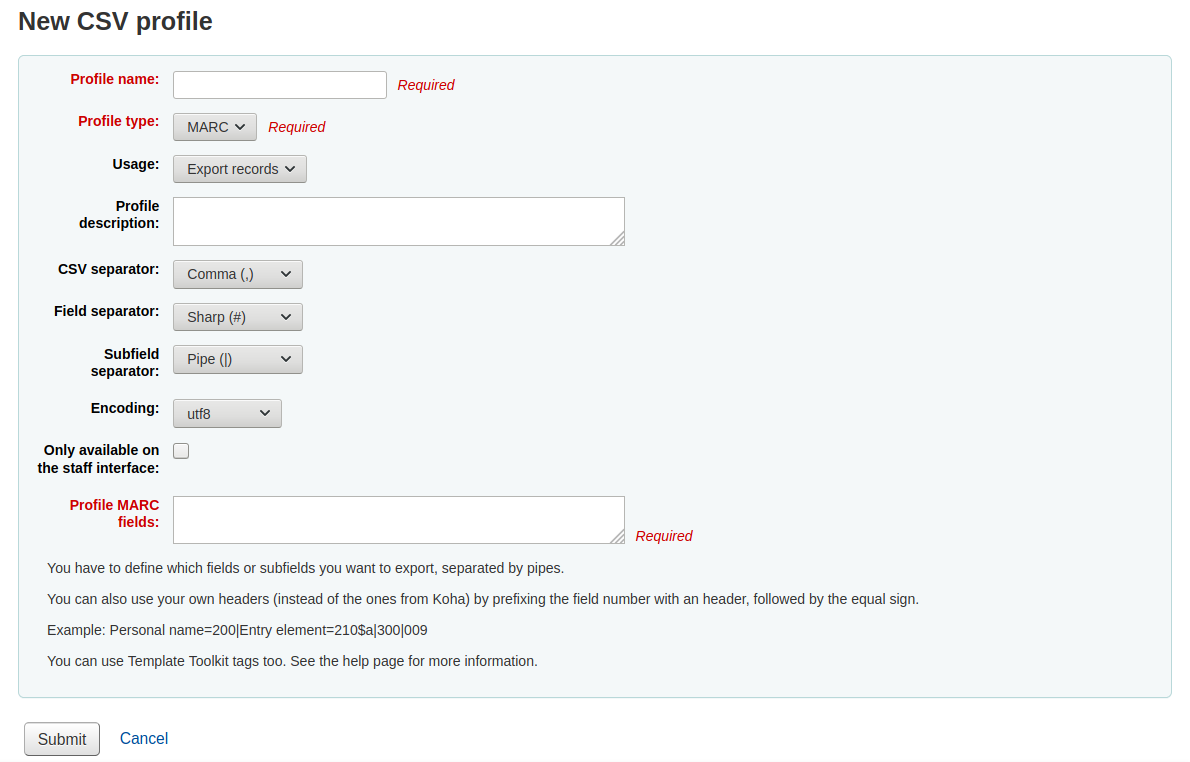 New CSV profile
Profile name:
Required
Profile type:
MARC
Required
Usage:
Export records
Profile
description:
CSV separator:
Comma (,)
Field separator:
Sharp (#)
Subfield
separator:
Pipe (|)
Encoding:
utf8
Only available on
the staff interface:
Profile MARC
fields:
Required
You have to define which fields or subfields you want to export, separated by pipes.
You can also use your own headers (instead of the ones from Koha) by prefixing the field number with an header, followed by the equal sign.
Example: Personal name=200|Entry element=210$a|300|009
You can use Template Toolkit tags too. See the help page for more information.
Submit
Cancel